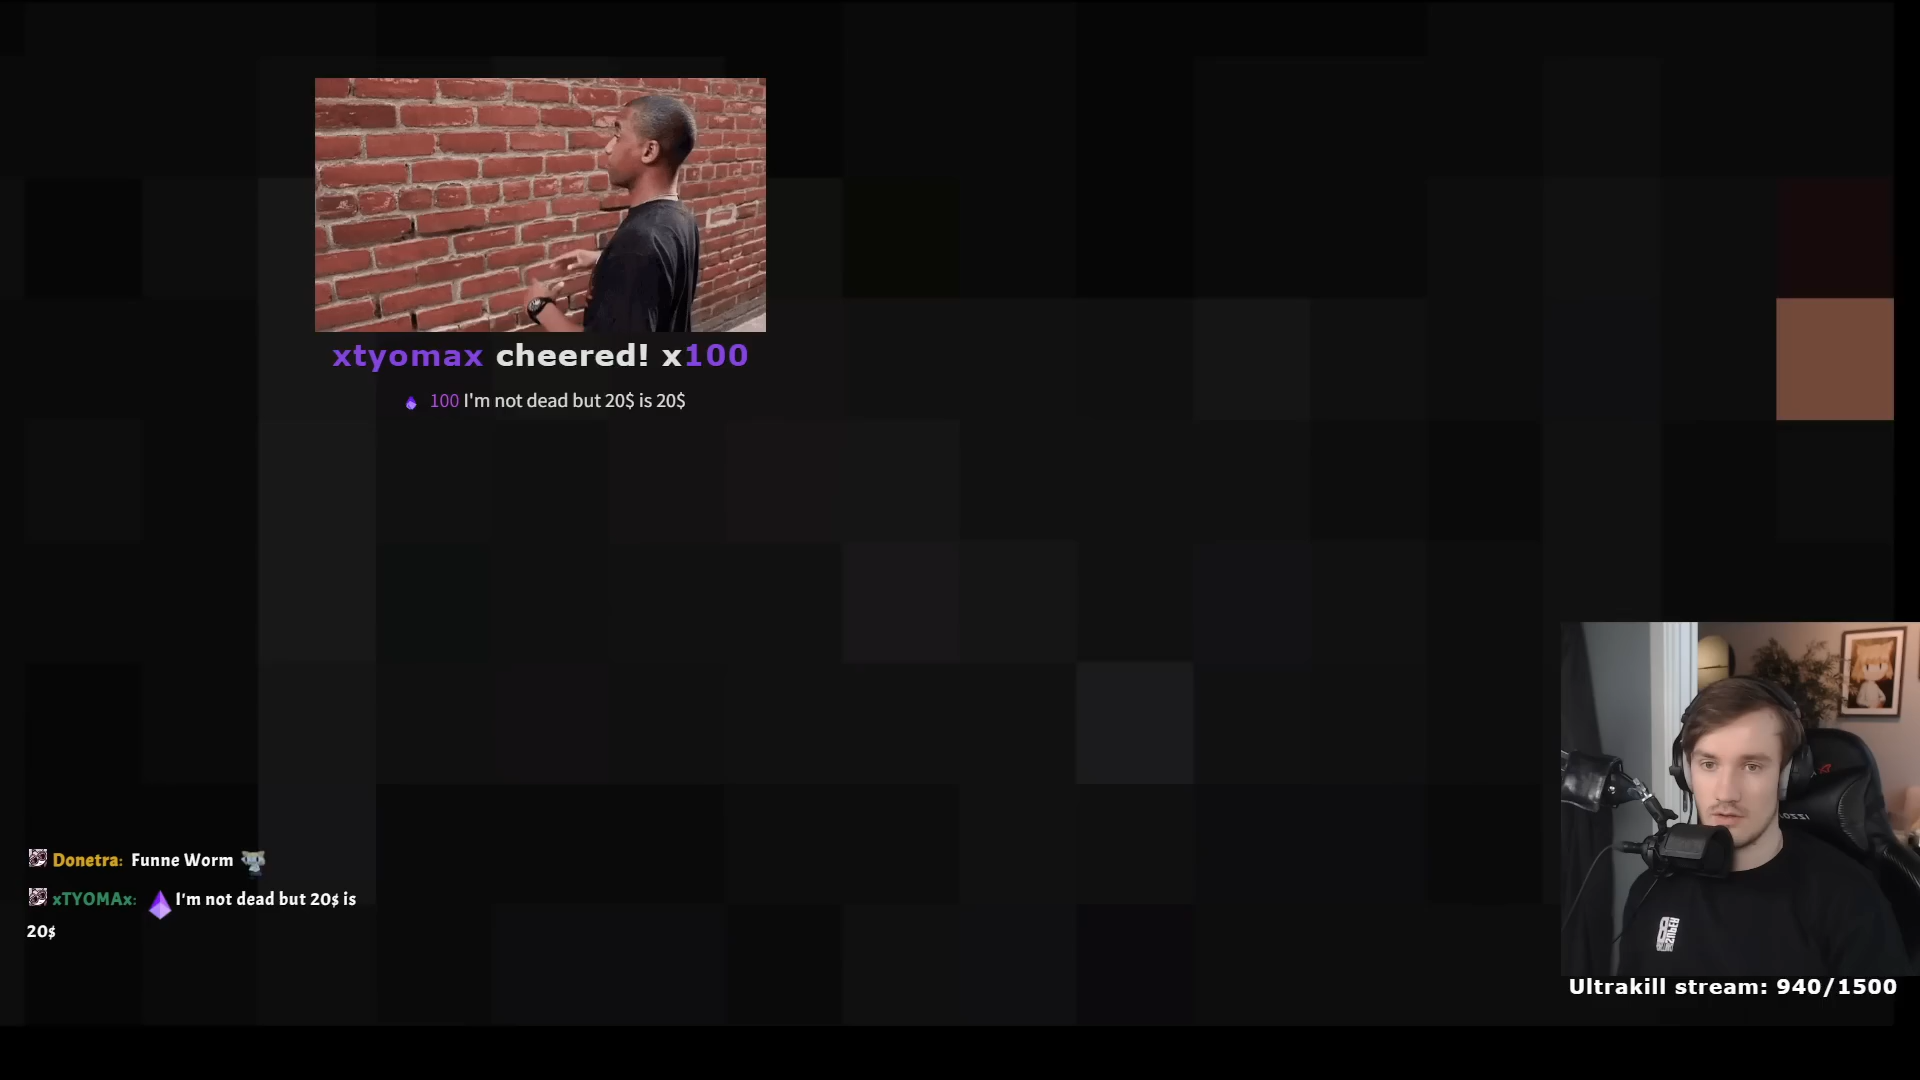 xtyomax cheered! x100
100 I'm not dead but 20$ is 20$
Donetra: Funne Worm
xTYOMAx: I'm not dead but 20$ is
20$
Ultrakill stream: 940/1500